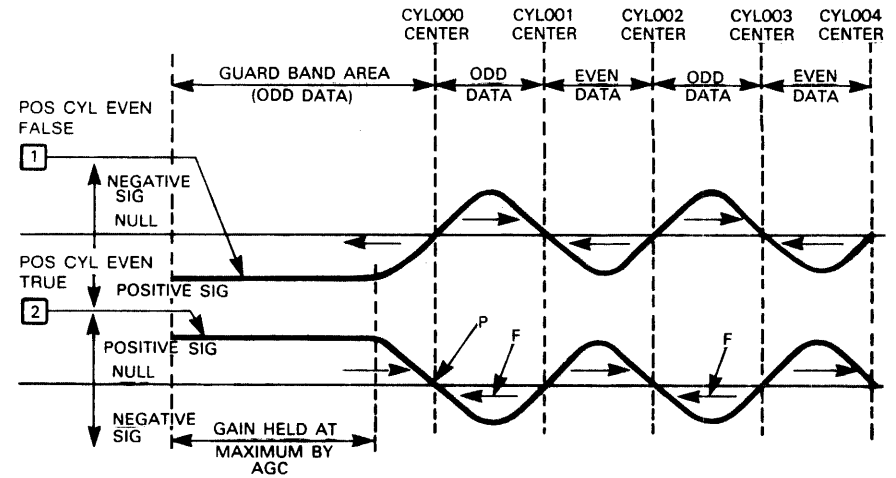 CYL000 CENTER
CYL001 CENTER
CYL002 CENTER
CYL003 CENTER
CYL004 CENTER
GUARD BAND AREA
(ODD DATA)
ODD DATA
EVEN DATA
ODD DATA
EVEN DATA
POS CYL EVEN
FALSE
1
NEGATIVE
SIG
NULL
POS CYL EVEN
TRUE
POSITIVE SIG
2
P
F
F
POSITIVE SIG
NULL
NEGATIVE
SIG
GAIN HELD AT
MAXIMUM BY
AGC